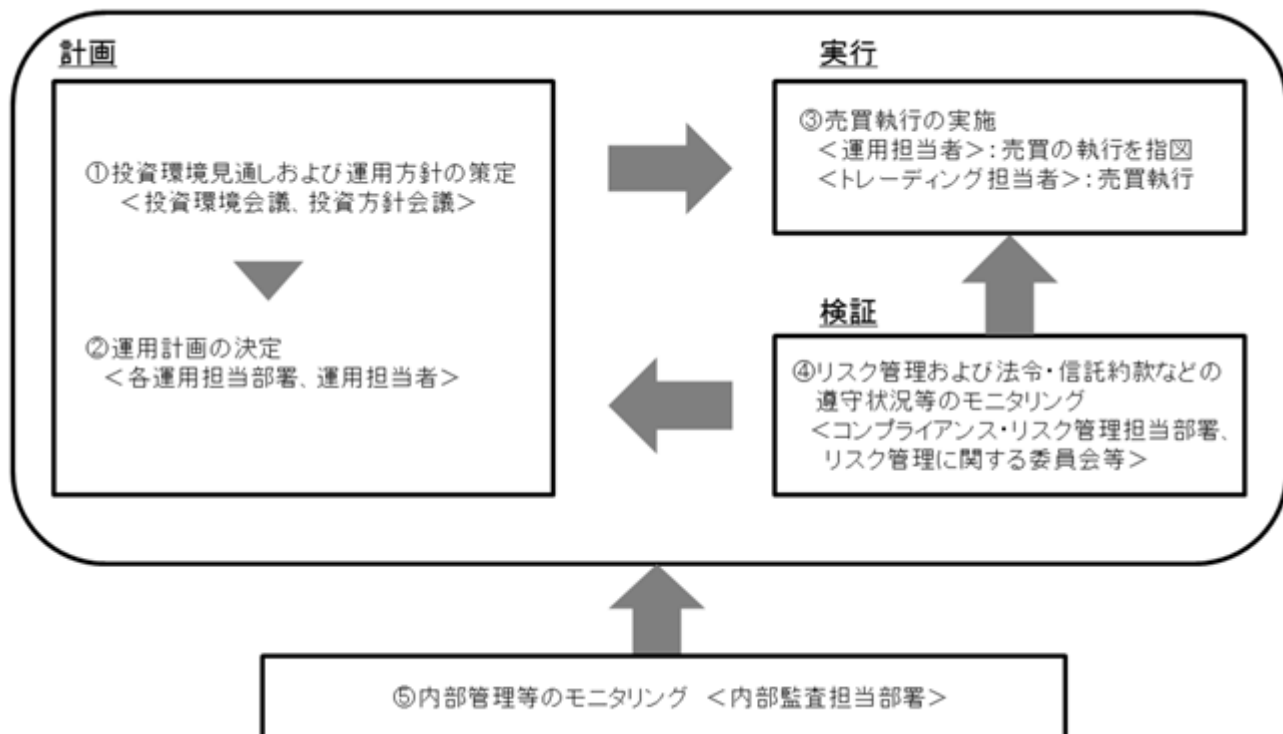 計画
①投資環境見通しおよび運用方針の策定
＜投資環境会議、投資方針会議＞
②運用計画の決定
＜各運用担当部署、運用担当者＞
実行
③売買執行の実施
＜運用担当者＞：売買の執行を指図
＜トレーディング担当者＞：売買執行
検証
④リスク管理および法令・信託約款などの
遵守状況等のモニタリング
＜コンプライアンス・リスク管理担当部署、
リスク管理に関する委員会等＞
⑤内部管理等のモニタリング ＜内部監査担当部署＞